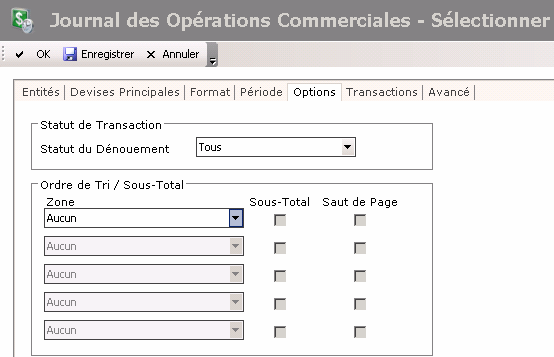 Journal des Opérations Commerciales - Sélectionner
OK Enregistrer Annuler
Entités Devises Principales Format Période Options Transactions Avancé
Statut de Transaction
Statut du Dénouement Tous
Ordre de Tri / Sous-Total
Zone Sous-Total Saut de Page
Aucun
Aucun
Aucun
Aucun
Aucun